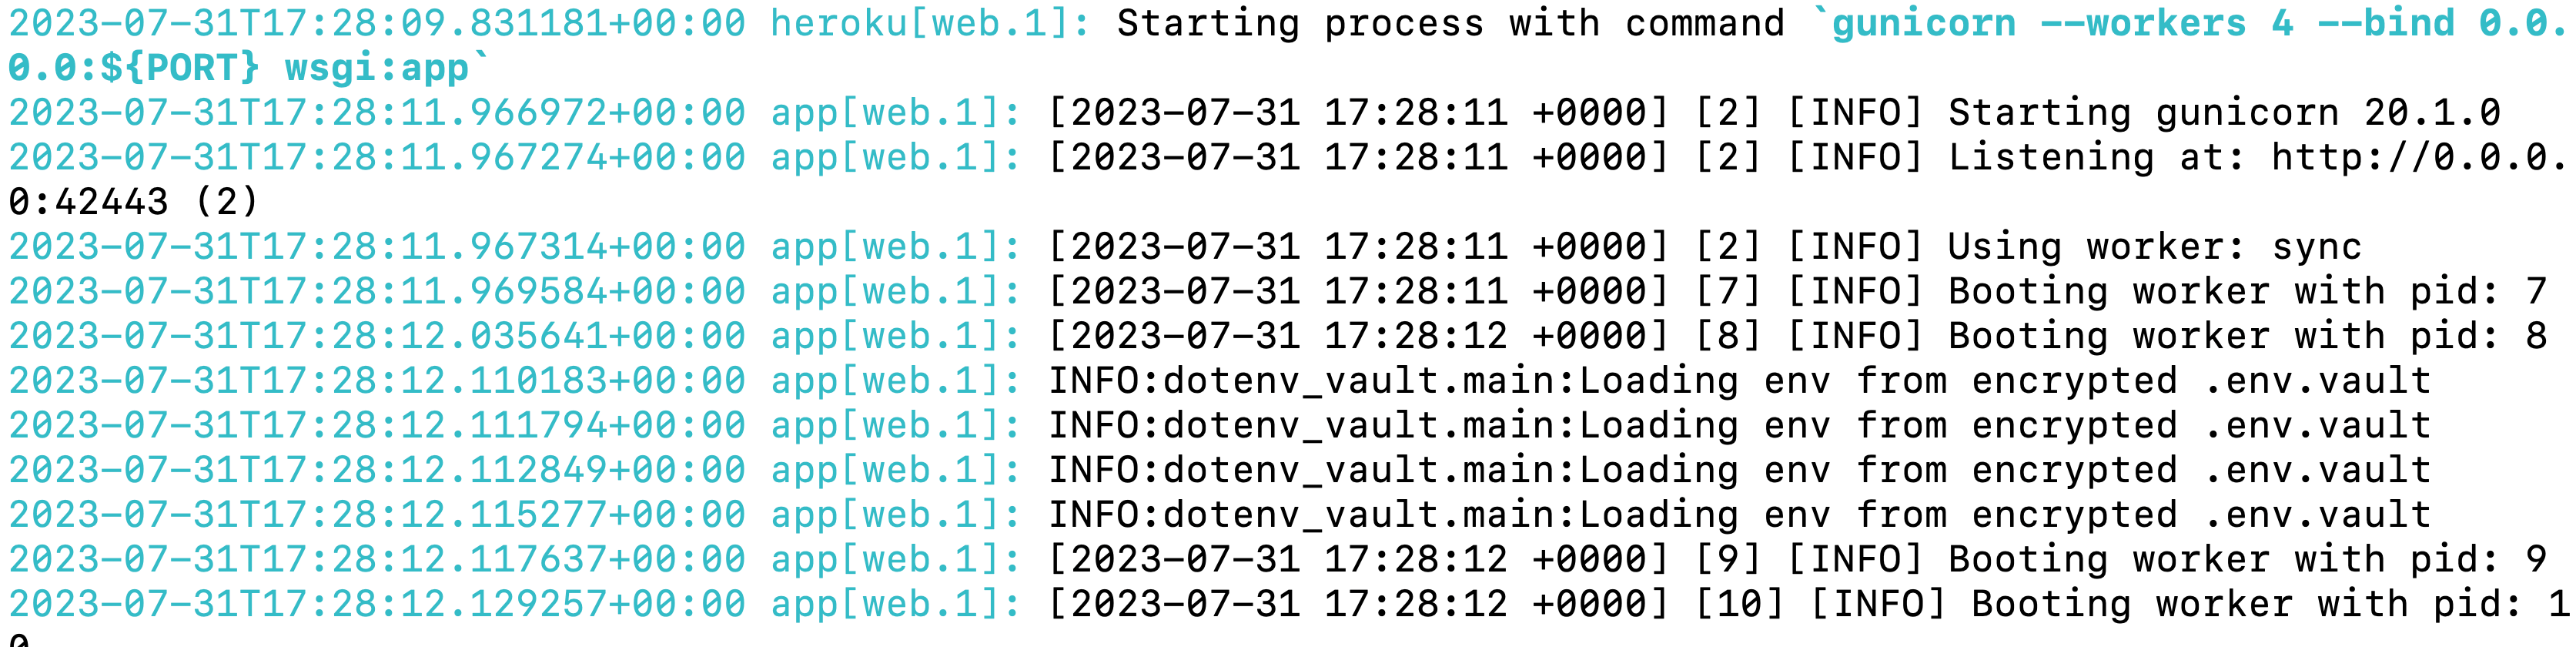 2023-07-31T17:28:09.831181+00:00 heroku[web.1]: Starting process with command `gunicorn --workers 4 --bind 0.0.
0.0:${PORT} wsgi:app`
2023-07-31T17:28:11.966972+00:00 app[web.1]: [2023-07-31 17:28:11 +0000] [2] [INFO] Starting gunicorn 20.1.0
2023-07-31T17:28:11.967274+00:00 app[web.1]: [2023-07-31 17:28:11 +0000] [2] [INFO] Listening at: http://0.0.0.
0:42443 (2)
2023-07-31T17:28:11.967314+00:00 app[web.1]: [2023-07-31 17:28:11 +0000] [2] [INFO] Using worker: sync
2023-07-31T17:28:11.969584+00:00 app[web.1]: [2023-07-31 17:28:11 +0000] [7] [INFO] Booting worker with pid: 7
2023-07-31T17:28:12.035641+00:00 app[web.1]: [2023-07-31 17:28:12 +0000] [8] [INFO] Booting worker with pid: 8
2023-07-31T17:28:12.110183+00:00 app[web.1]: INFO:dotenv_vault.main:Loading env from encrypted .env.vault
2023-07-31T17:28:12.111794+00:00 app[web.1]: INFO:dotenv_vault.main:Loading env from encrypted .env.vault
2023-07-31T17:28:12.112849+00:00 app[web.1]: INFO:dotenv_vault.main:Loading env from encrypted .env.vault
2023-07-31T17:28:12.115277+00:00 app[web.1]: INFO:dotenv_vault.main:Loading env from encrypted .env.vault
2023-07-31T17:28:12.117637+00:00 app[web.1]: [2023-07-31 17:28:12 +0000] [9] [INFO] Booting worker with pid: 9
2023-07-31T17:28:12.129257+00:00 app[web.1]: [2023-07-31 17:28:12 +0000] [10] [INFO] Booting worker with pid: 1
0